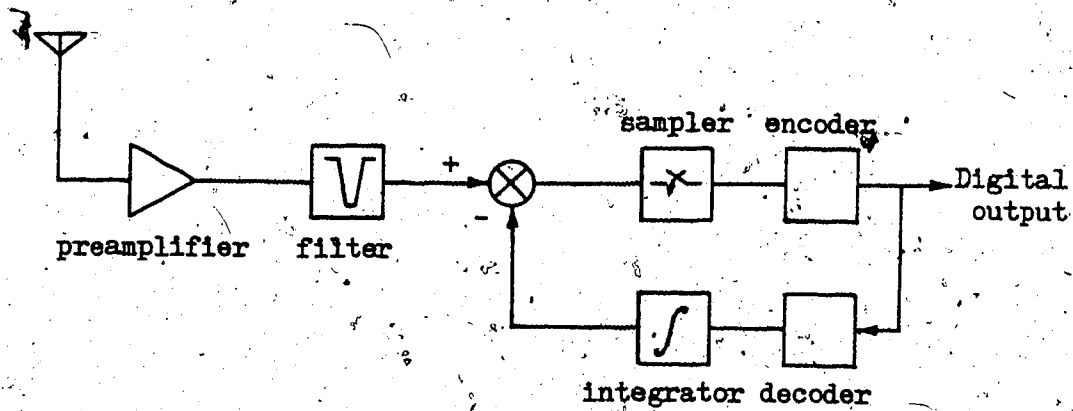 sampler encoder
+
-
Digital
output
preamplifier filter
integrator decoder